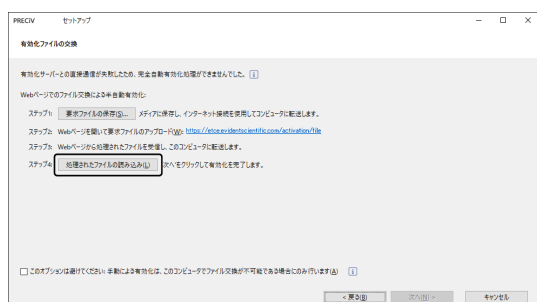 PRECIV セットアップ
有効化ファイルの交換
有効化サーバーとの直接通信が失敗したため、完全自動有効化処理ができませんでした。 i
Webページでのファイル交換による半自動有効化:
ステップ1: 要求ファイルの保存(S)... メディアに保存し、インターネット接続を使用してコンピュータに転送します。
ステップ2: Webページを開いて要求ファイルのアップロード(W): https://etoe.evidentscientific.com/activation/file
ステップ3: Webページから処理されたファイルを受信し、このコンピュータに転送します。
ステップ4: 処理されたファイルの読み込み(L) 次へ'をクリックして有効化を完了します。
このオプションは避けてください: 手動による有効化は、このコンピュータでファイル交換が不可能である場合にのみ行います(A) i
< 戻る(B) 次へ(N) > キャンセル